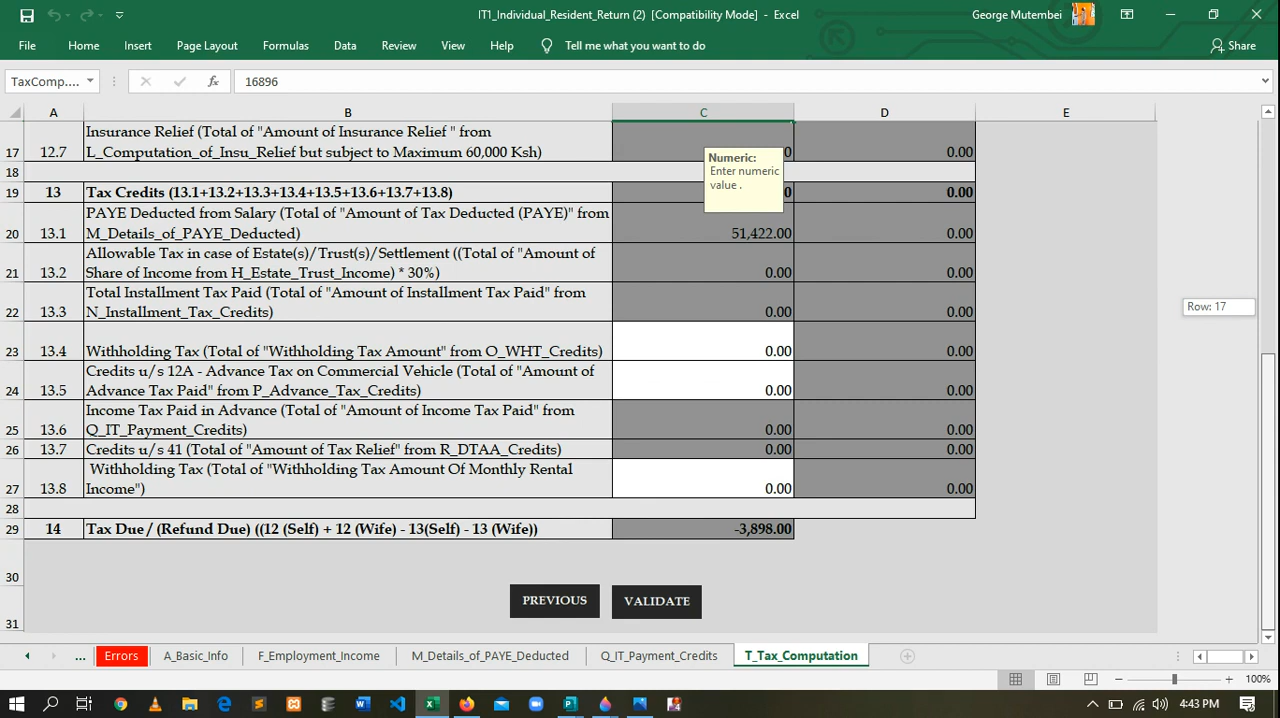 IT1_Individual_Resident_Return (2) [Compatibility Mode] - Excel
George Mutembei
File Home Insert Page Layout Formulas Data Review View Help Tell me what you want to do Share
TaxComp.... fx 16896
A B C D E
Insurance Relief (Total of "Amount of Insurance Relief " from
17 12.7 L_Computation_of_Insu_Relief but subject to Maximum 60,000 Ksh) 0 0.00
Numeric:
Enter numeric
value .
18
19 13 Tax Credits (13.1+13.2+13.3+13.4+13.5+13.6+13.7+13.8) 0 0.00
PAYE Deducted from Salary (Total of "Amount of Tax Deducted (PAYE)" from
20 13.1 M_Details_of_PAYE_Deducted) 51,422.00 0.00
Allowable Tax in case of Estate(s)/Trust(s)/Settlement ((Total of "Amount of
21 13.2 Share of Income from H_Estate_Trust_Income) * 30%) 0.00 0.00
Total Installment Tax Paid (Total of "Amount of Installment Tax Paid" from
22 13.3 N_Installment_Tax_Credits) 0.00 0.00
Row: 17
23 13.4 Withholding Tax (Total of "Withholding Tax Amount" from O_WHT_Credits) 0.00 0.00
Credits u/s 12A - Advance Tax on Commercial Vehicle (Total of "Amount of
24 13.5 Advance Tax Paid" from P_Advance_Tax_Credits) 0.00 0.00
Income Tax Paid in Advance (Total of "Amount of Income Tax Paid" from
25 13.6 Q_IT_Payment_Credits) 0.00 0.00
26 13.7 Credits u/s 41 (Total of "Amount of Tax Relief" from R_DTAA_Credits) 0.00 0.00
Withholding Tax (Total of "Withholding Tax Amount Of Monthly Rental
27 13.8 Income") 0.00 0.00
28
29 14 Tax Due / (Refund Due) ((12 (Self) + 12 (Wife) - 13(Self) - 13 (Wife)) -3,898.00
30
PREVIOUS VALIDATE
31
... Errors A_Basic_Info F_Employment_Income M_Details_of_PAYE_Deducted Q_IT_Payment_Credits T_Tax_Computation
100%
4:43 PM